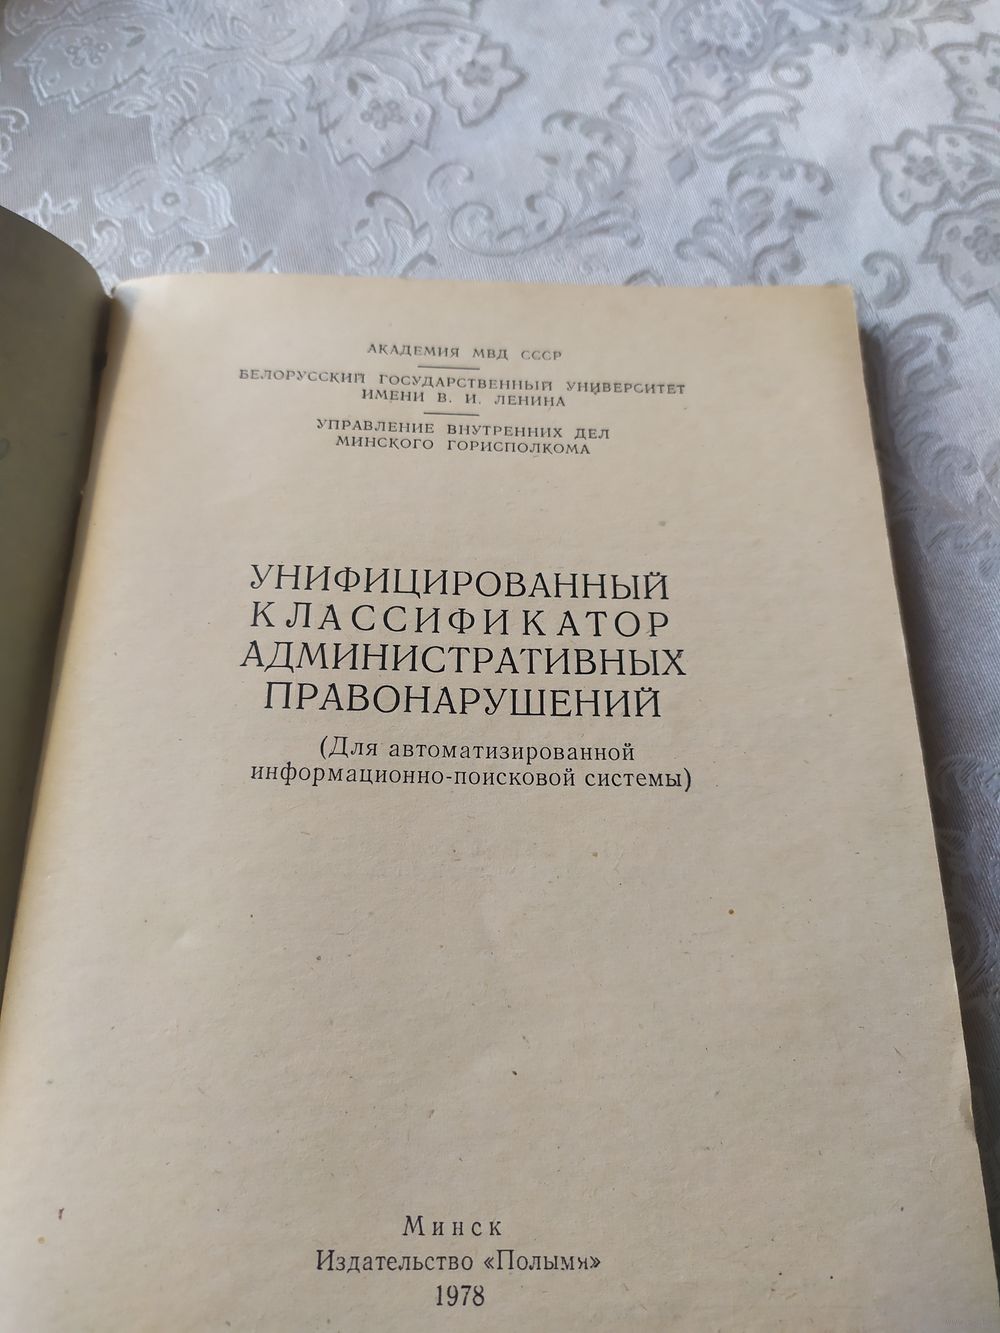 АКАДЕМИЯ МВД СССР
БЕЛОРУССКИЙ ГОСУДАРСТВЕННЫЙ УНИВЕРСИТЕТ
ИМЕНИ В. И. ЛЕНИНА
УПРАВЛЕНИЕ ВНУТРЕННИХ ДЕЛ
МИНСКОГО ГОРИСПОЛКОМА
УНИФИЦИРОВАННЫЙ
КЛАССИФИКАТОР
АДМИНИСТРАТИВНЫХ
ПРАВОНАРУШЕНИЙ
(Для автоматизированной
информационно-поисковой системы)
Минск
Издательство «Полымя»
1978